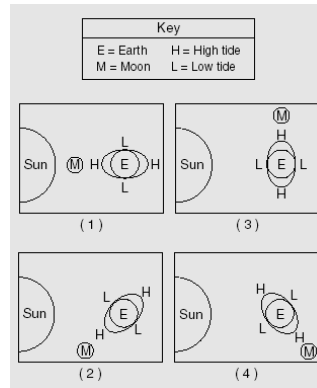 Key
E = Earth H = High tide
M = Moon L = Low tide
Sun M H E H
L
L
(1)
Sun M
H
L E L
H
(3)
Sun H
E
L
L
H
M
(2)
Sun H
L
E
L
H
M
(4)